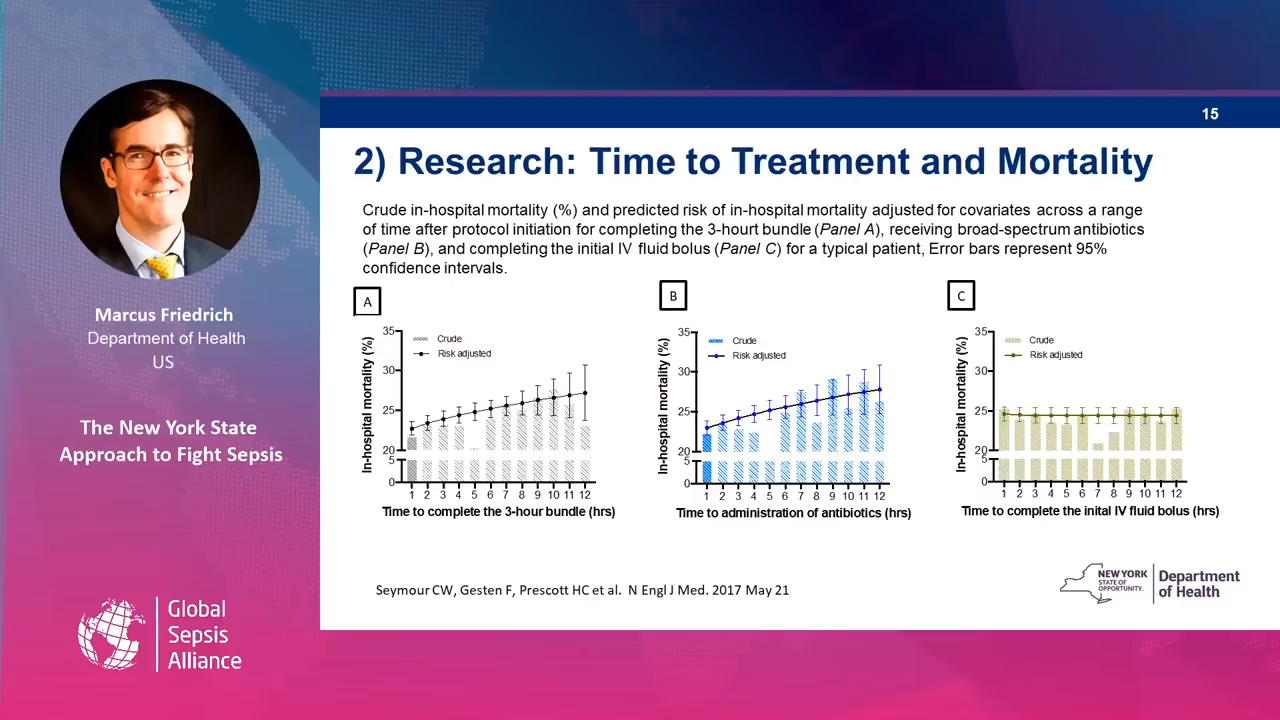 15
2) Research: Time to Treatment and Mortality
Crude in-hospital mortality (%) and predicted risk of in-hospital mortality adjusted for covariates across a range
of time after protocol initiation for completing the 3-hourt bundle (Panel A), receiving broad-spectrum antibiotics
(Panel B), and completing the initial IV fluid bolus (Panel C) for a typical patient, Error bars represent 95%
confidence intervals.
A
35
30
25
20
5
0
In-hospital mortality (%)
Crude
Risk adjusted
1 2 3 4 5 6 7 8 9 10 11 12
Time to complete the 3-hour bundle (hrs)
B
35
30
25
20
5
0
In-hospital mortality (%)
Crude
Risk adjusted
1 2 3 4 5 6 7 8 9 10 11 12
Time to administration of antibiotics (hrs)
C
35
30
25
20
5
0
In-hospital mortality (%)
Crude
Risk adjusted
1 2 3 4 5 6 7 8 9 10 11 12
Time to complete the inital IV fluid bolus (hrs)
Seymour CW, Gesten F, Prescott HC et al. N Engl J Med. 2017 May 21
NEW YORK
STATE OF
OPPORTUNITY.
Department
of Health
Marcus Friedrich
Department of Health
US
The New York State
Approach to Fight Sepsis
Global
Sepsis
Alliance